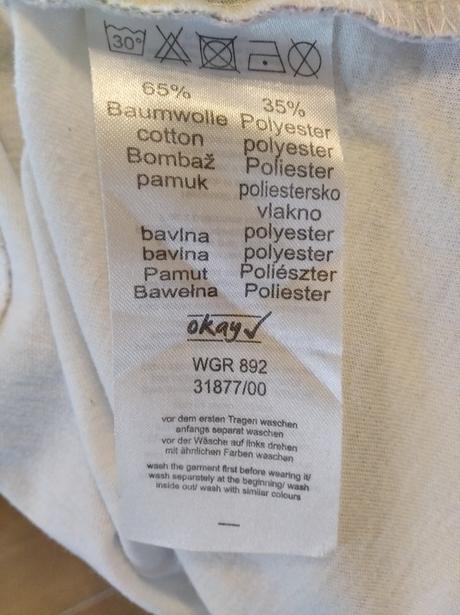 30°
65% 35%
Baumwolle Polyester
cotton polyester
Bombaž Poliester
pamuk poliestersko
vlakno
bavlna polyester
bavlna polyester
Pamut Poliészter
Bawełna Poliester
okay
WGR 892
31877/00
vor dem ersten Tragen waschen
anfangs separat waschen
vor der Wäsche auf links drehen
mit ähnlichen Farben waschen
wash the garment first before wearing it/
wash separately at the beginning/ wash
inside out/ wash with similar colours